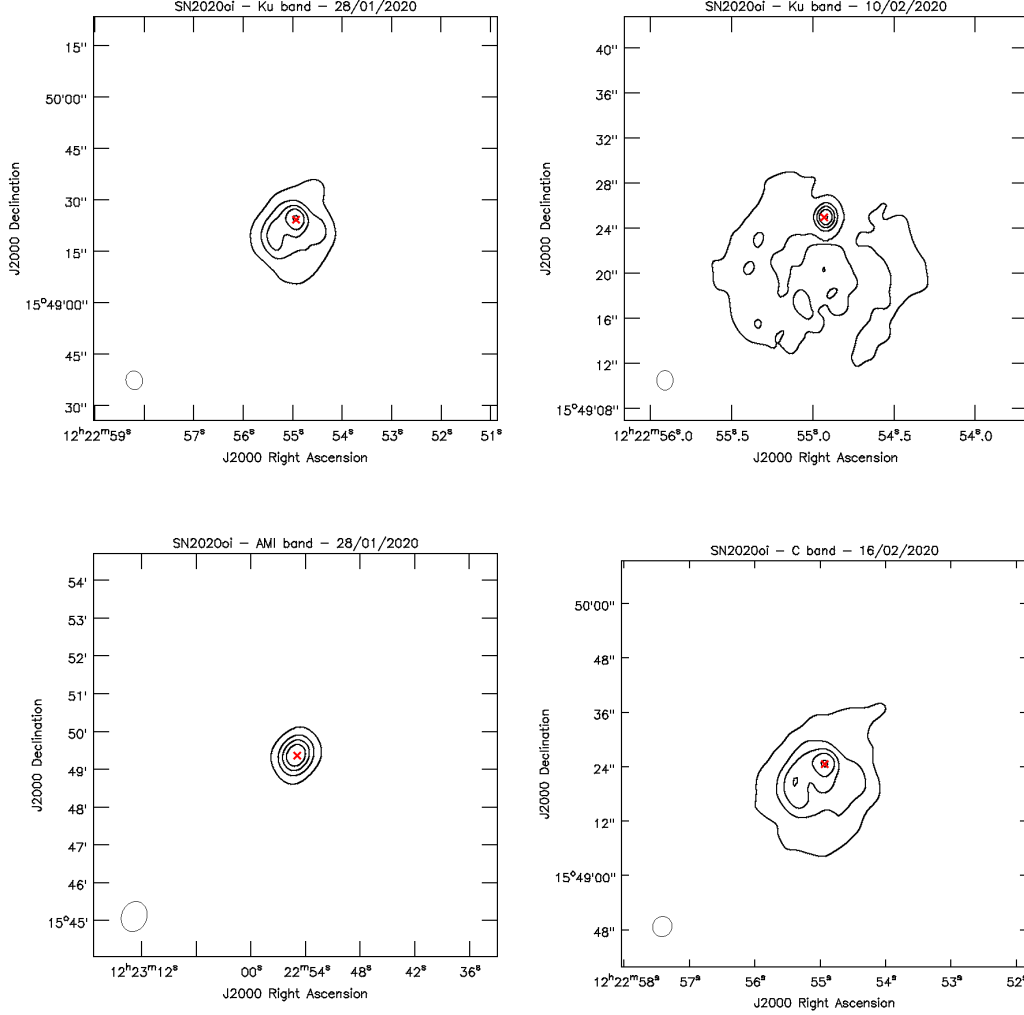 SN2020oi – Ku band – 28/01/2020
15"
50'00"
45"
30"
15"
15°49'00"
45"
30"
J2000 Declination
12ʰ22ᵐ59ˢ 57ˢ 56ˢ 55ˢ 54ˢ 53ˢ 52ˢ 51ˢ
J2000 Right Ascension
SN2020oi – Ku band – 10/02/2020
40"
36"
32"
28"
24"
20"
16"
12"
15°49'08"
J2000 Declination
12ʰ22ᵐ56ˢ.0 55ˢ.5 55ˢ.0 54ˢ.5 54ˢ.0
J2000 Right Ascension
SN2020oi – AMI band – 28/01/2020
54'
53'
52'
51'
50'
49'
48'
47'
46'
15°45'
J2000 Declination
12ʰ23ᵐ12ˢ 00ˢ 22ᵐ54ˢ 48ˢ 42ˢ 36ˢ
J2000 Right Ascension
SN2020oi – C band – 16/02/2020
50'00"
48"
36"
24"
12"
15°49'00"
48"
J2000 Declination
12ʰ22ᵐ58ˢ 57ˢ 56ˢ 55ˢ 54ˢ 53ˢ 52ˢ
J2000 Right Ascension